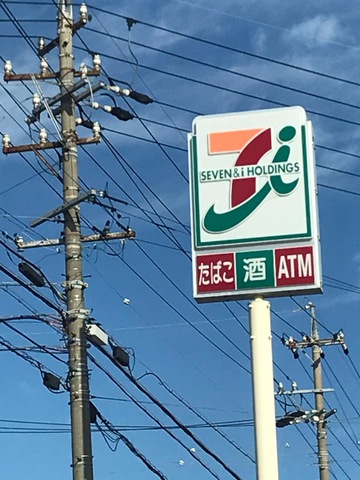 SEVEN & i HOLDINGS
たばこ 酒 ATM